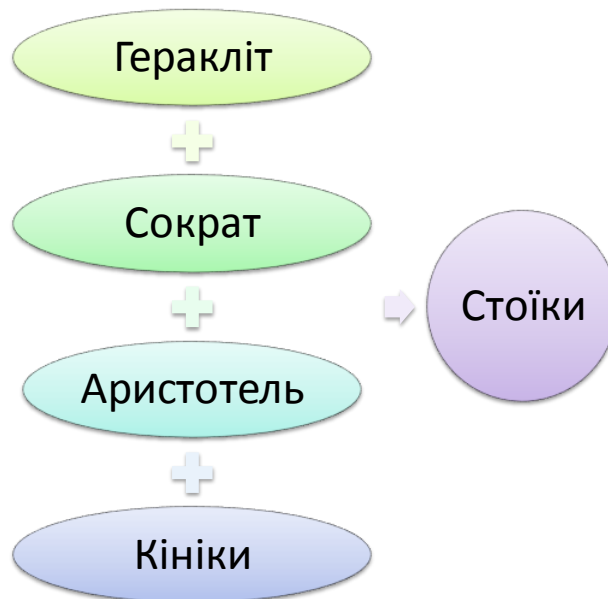 Геракліт
Сократ
Аристотель
Кініки
Стоїки